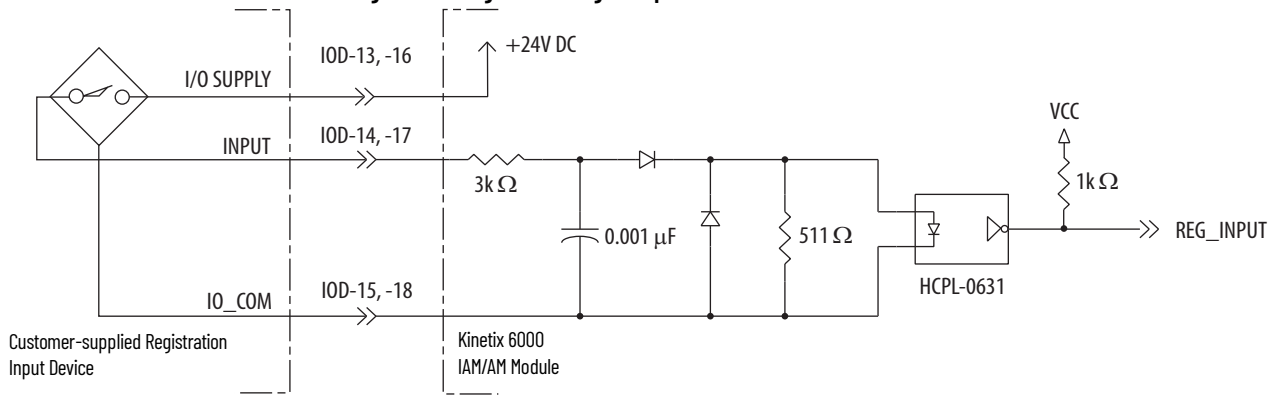 IOD-13, -16
+24V DC
I/O SUPPLY
IOD-14, -17
INPUT
VCC
3k Ω
1k Ω
0.001 µF
511 Ω
REG_INPUT
HCPL-0631
IOD-15, -18
IO_COM
Customer-supplied Registration
Input Device
Kinetix 6000
IAM/AM Module